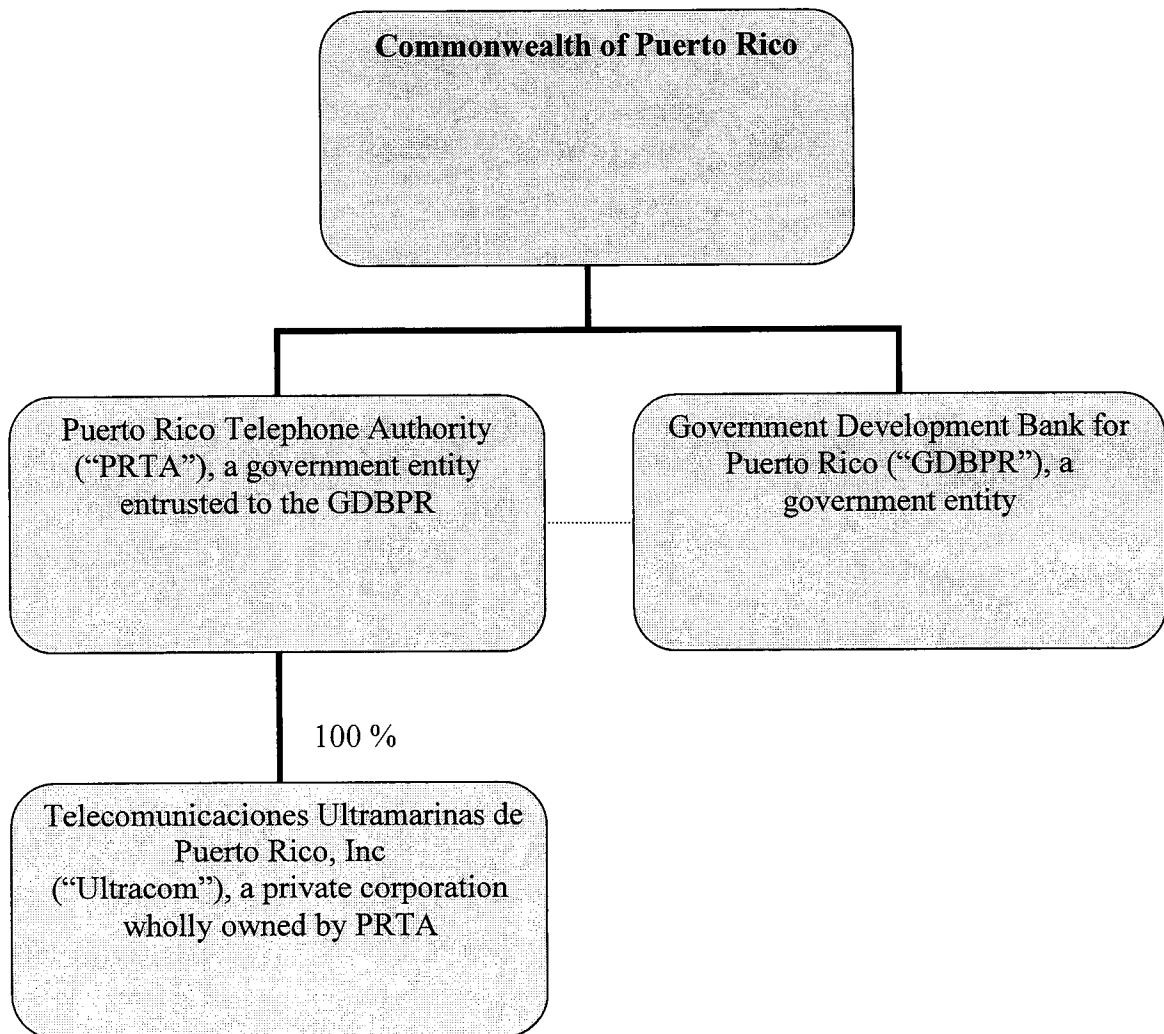 Commonwealth of Puerto Rico
Puerto Rico Telephone Authority
(“PRTA”), a government entity
entrusted to the GDBPR
Government Development Bank for
Puerto Rico (“GDBPR”), a
government entity
100 %
Telecomunicaciones Ultramarinas de
Puerto Rico, Inc
(“Ultracom”), a private corporation
wholly owned by PRTA